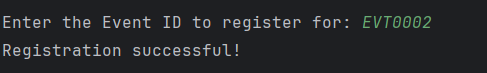 Enter the Event ID to register for: EVT0002
Registration successful!